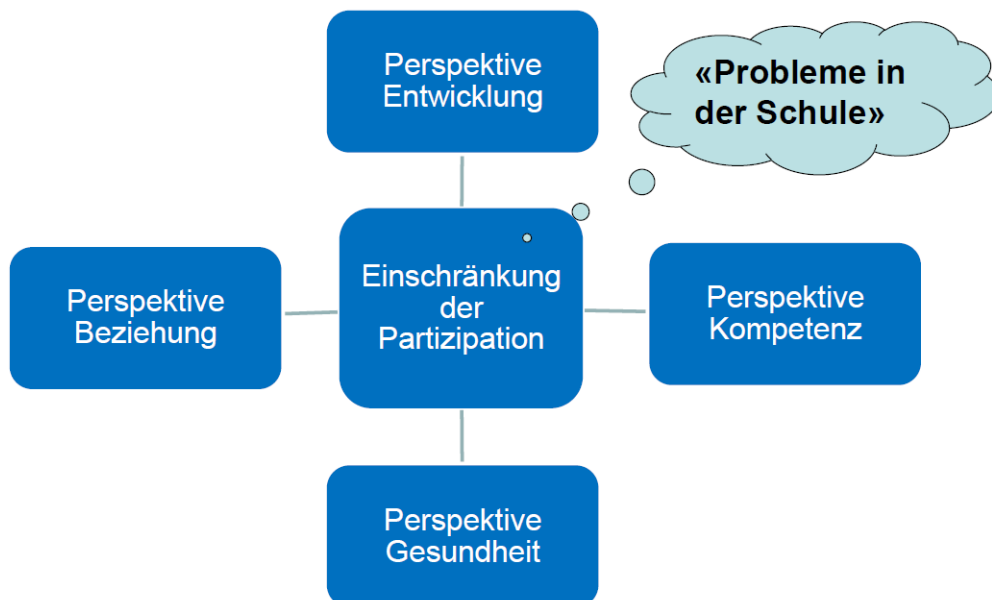 Perspektive
Entwicklung
«Probleme in
der Schule»
Perspektive
Beziehung
Einschränkung
der
Partizipation
Perspektive
Kompetenz
Perspektive
Gesundheit